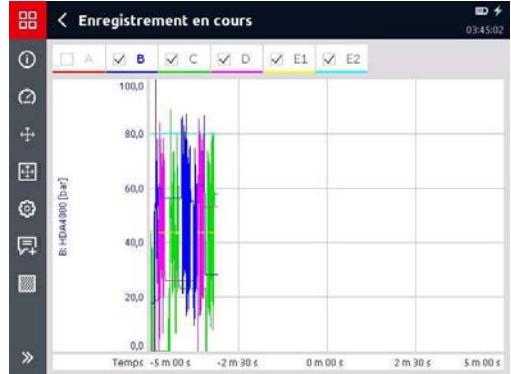 Enregistrement en cours
03:45:02
A B C D E1 E2
100,0
80,0
60,0
40,0
20,0
0,0
B: HDA4000 [bar]
Temps -5 m 00 s -2 m 30 s 0 m 00 s 2 m 30 s 5 m 00 s